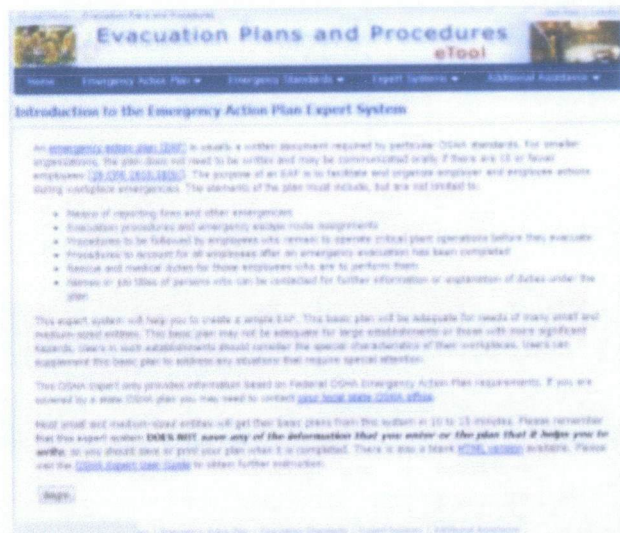 Evacuation Plans and Procedures
Evacuation Plans and Procedures
eTool
Home Emergency Action Plan Emergency Standards Expert Systems Additional Assistance
Introduction to the Emergency Action Plan Expert System
An emergency action plan (EAP) is usually a written document required by particular OSHA standards. For smaller
organizations, the plan does not need to be written and may be communicated orally if there are 10 or fewer
employees. The purpose of an EAP is to facilitate and organize employer and employee actions
during workplace emergencies. The elements of the plan must include, but are not limited to:
Means of reporting fires and other emergencies
Evacuation procedures and emergency escape route assignments
Procedures to be followed by employees who remain to operate critical plant operations before they evacuate
Procedures to account for all employees after an emergency evacuation has been completed
Rescue and medical duties for those employees who are to perform them
Names or job titles of persons who can be contacted for further information or explanation of duties under the
plan
This expert system will help you to create a simple EAP. This basic plan will be adequate for needs of many small and
medium-sized entities. This basic plan may not be adequate for large establishments or those with more significant
hazards. Users in such establishments should consider the special characteristics of their workplaces. Users can
supplement this basic plan to address any situations that require special attention.
This OSHA Expert only provides information based on Federal OSHA Emergency Action Plan requirements. If you are
covered by a state OSHA plan you may need to contact your local state OSHA office.
Most small and medium-sized entities will get their basic plans from this system in 10 to 15 minutes. Please remember
that this expert system DOES NOT save any of the information that you enter or the plan that it helps you to
write, so you should save or print your plan when it is completed. There is also a blank HTML version available. Please
visit the OSHA Expert User Guide to obtain further instruction.
Begin
Emergency Action Plan | Emergency Standards | Expert Systems | Additional Assistance